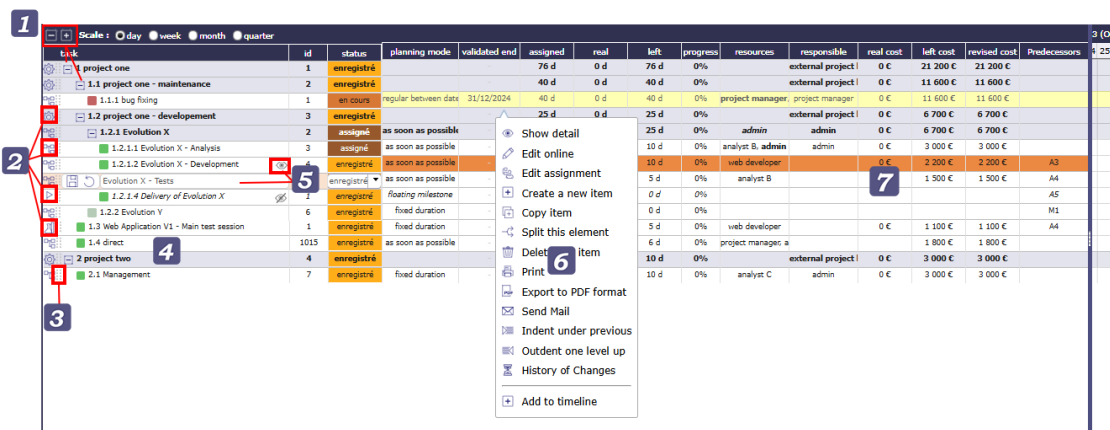 1
Scale : day week month quarter
3 (O
task id status planning mode validated end assigned real left progress resources responsible real cost left cost revised cost Predecessors 4 25
1 project one 1 enregistré 76 d 0 d 76 d 0% external project l 0 € 21 200 € 21 200 €
1.1 project one - maintenance 2 enregistré 40 d 0 d 40 d 0% external project l 0 € 11 600 € 11 600 €
1.1.1 bug fixing 1 en cours regular between date 31/12/2024 40 d 0 d 40 d 0% project manager, project manager 0 € 11 600 € 11 600 €
1.2 project one - developement 3 enregistré 25 d 0 d 25 d 0% external project l 0 € 6 700 € 6 700 €
1.2.1 Evolution X 2 assigné as soon as possible 25 d 0% admin admin 0 € 6 700 € 6 700 €
1.2.1.1 Evolution X - Analysis 3 assigné as soon as possible 10 d 0% analyst B, admin admin 0 € 3 000 € 3 000 €
1.2.1.2 Evolution X - Development 4 enregistré as soon as possible 10 d 0% web developer 0 € 2 200 € 2 200 € A3
Evolution X - Tests enregistré as soon as possible 5 d 0% analyst B 1 500 € 1 500 € A4
1.2.1.4 Delivery of Evolution X 1 enregistré floating milestone 0 d 0% A5
1.2.2 Evolution Y 6 enregistré fixed duration 0 d 0% M1
1.3 Web Application V1 - Main test session 1 enregistré fixed duration 5 d 0% web developer 0 € 1 100 € 1 100 € A4
1.4 direct 1015 enregistré as soon as possible 6 d 0% project manager, a 1 800 € 1 800 €
2 project two 4 enregistré 10 d 0% external project l 0 € 3 000 € 3 000 €
2.1 Management 7 enregistré fixed duration 10 d 0% analyst C admin 0 € 3 000 € 3 000 €
2
3
4
5
6
7
Show detail
Edit online
Edit assignment
Create a new item
Copy item
Split this element
Delete item
Print
Export to PDF format
Send Mail
Indent under previous
Outdent one level up
History of Changes
Add to timeline